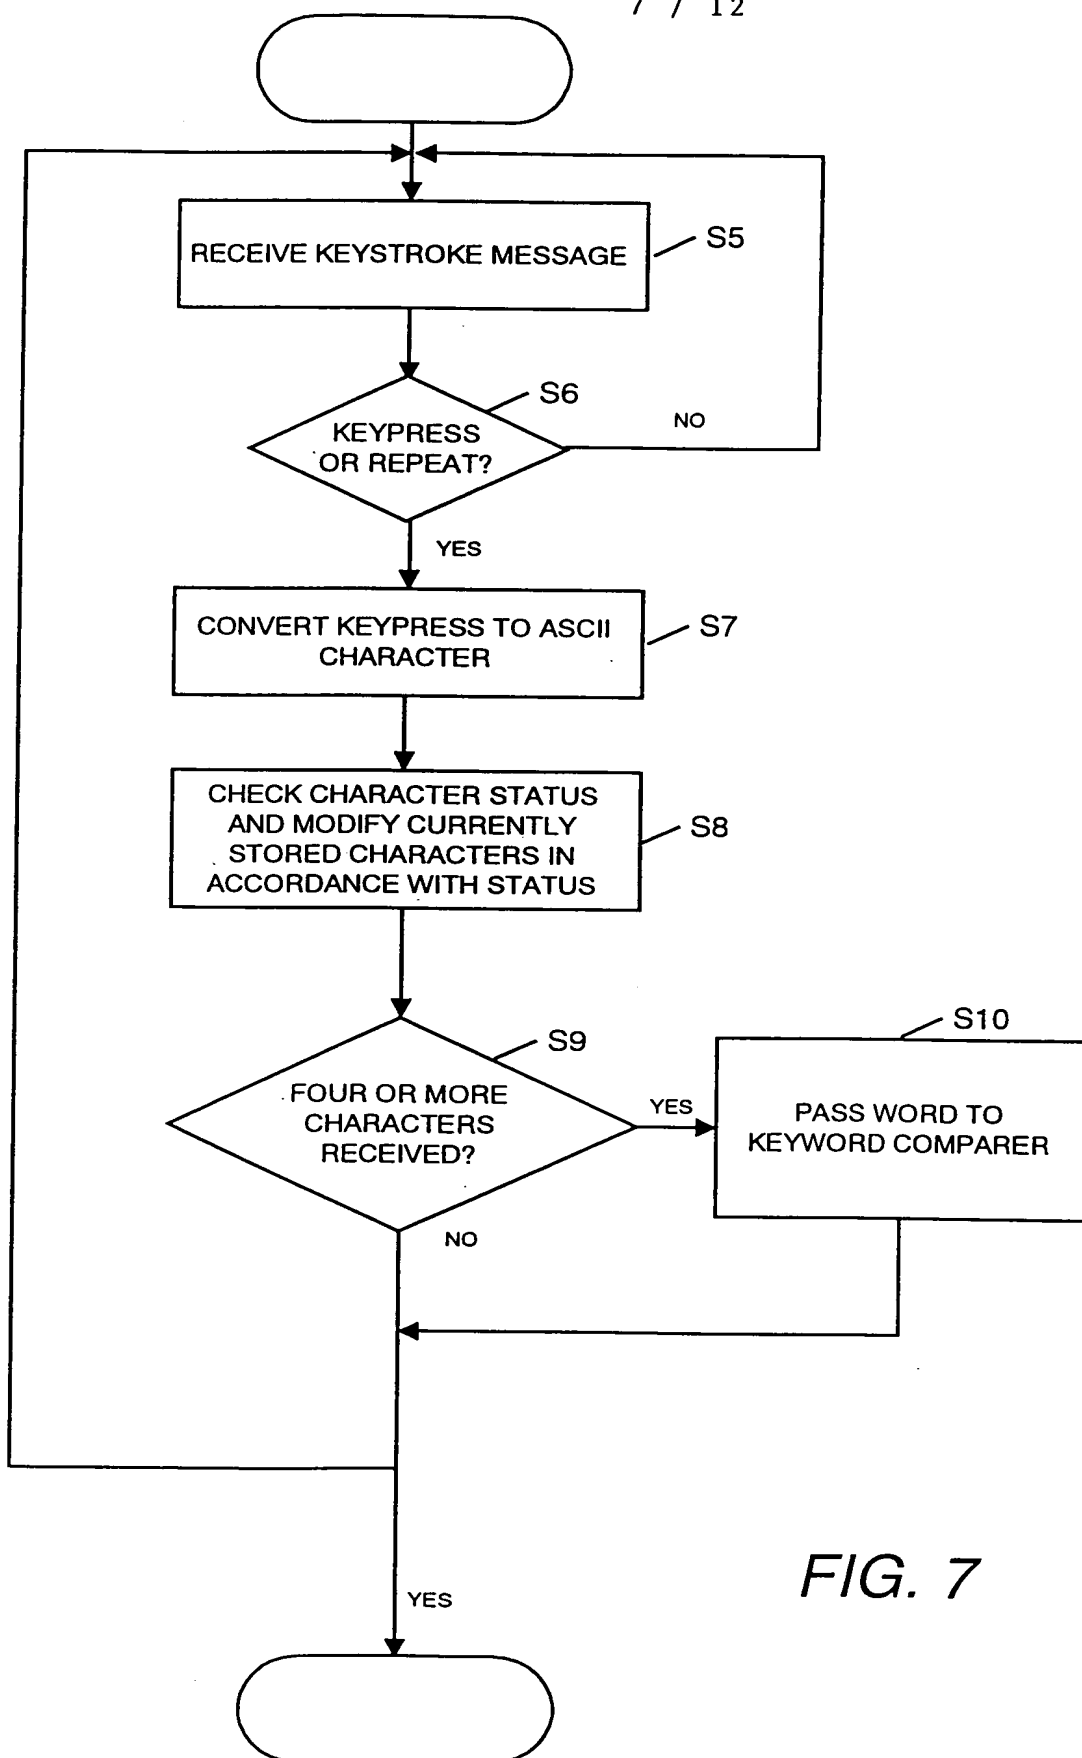 7 / 12
RECEIVE KEYSTROKE MESSAGE
S5
S6
KEYPRESS
OR REPEAT?
NO
YES
CONVERT KEYPRESS TO ASCII
CHARACTER
S7
CHECK CHARACTER STATUS
AND MODIFY CURRENTLY
STORED CHARACTERS IN
ACCORDANCE WITH STATUS
S8
S9
FOUR OR MORE
CHARACTERS
RECEIVED?
YES
S10
PASS WORD TO
KEYWORD COMPARER
NO
YES
FIG. 7